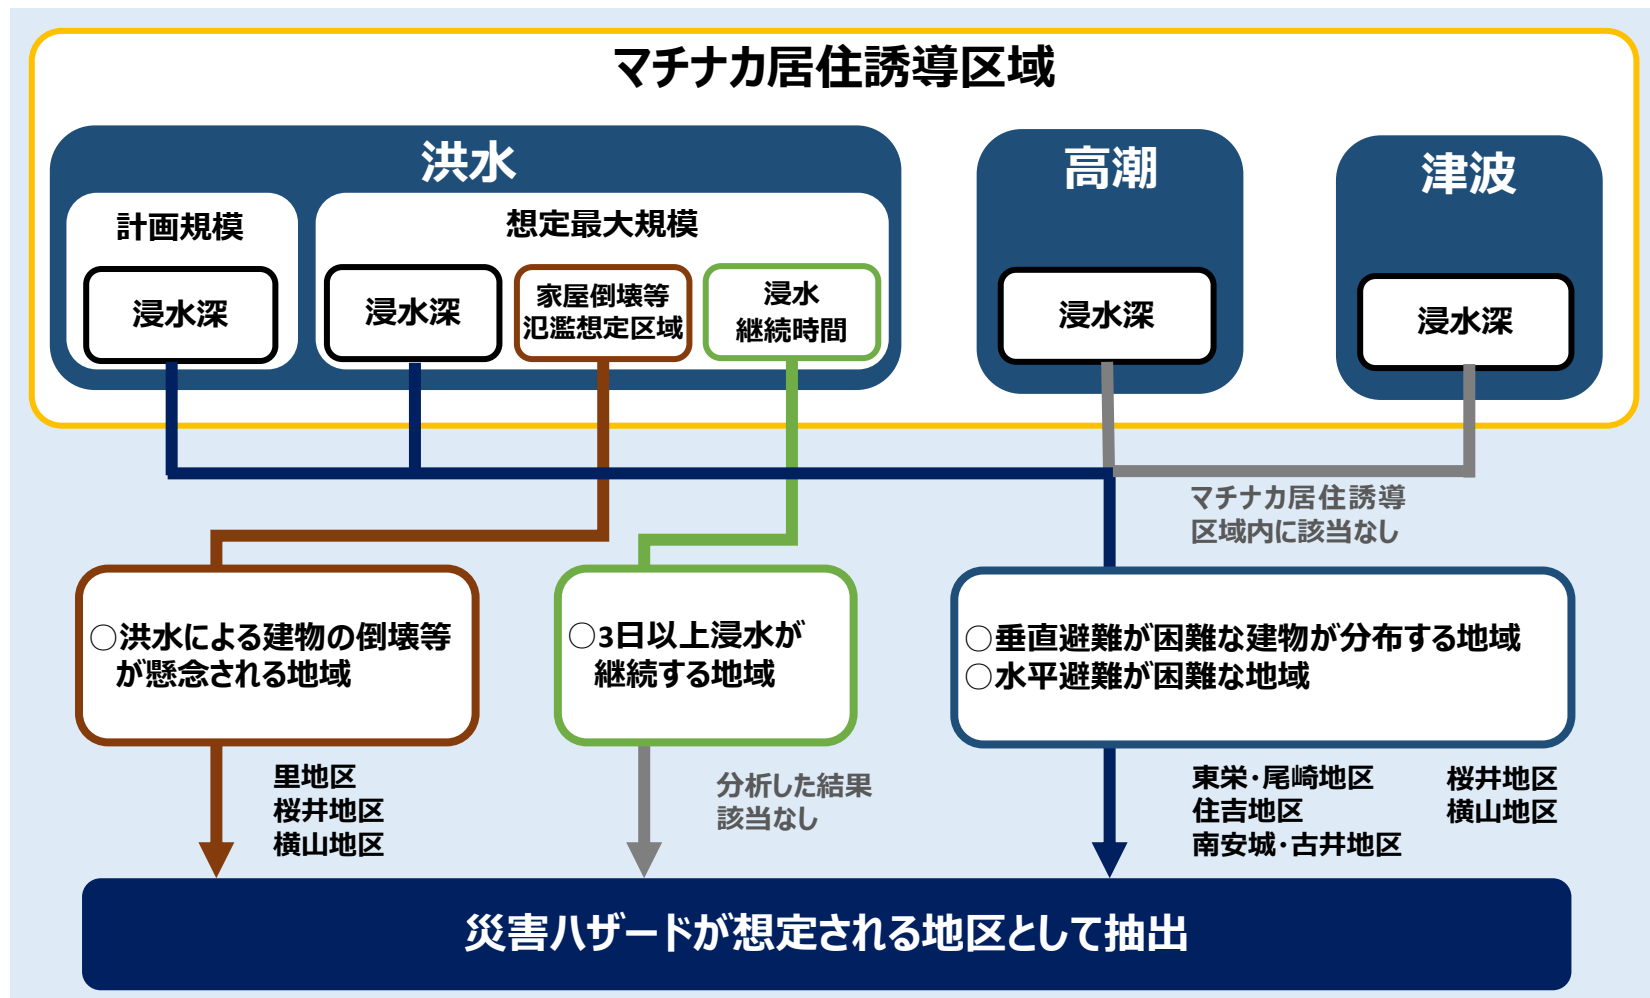 マチナカ居住誘導区域
洪水
計画規模
浸水深
想定最大規模
浸水深
家屋倒壊等
氾濫想定区域
浸水
継続時間
高潮
浸水深
津波
浸水深
マチナカ居住誘導
区域内に該当なし
○洪水による建物の倒壊等
が懸念される地域
○3日以上浸水が
継続する地域
○垂直避難が困難な建物が分布する地域
○水平避難が困難な地域
里地区
桜井地区
横山地区
分析した結果
該当なし
東栄・尾崎地区
住吉地区
南安城・古井地区
桜井地区
横山地区
災害ハザードが想定される地区として抽出